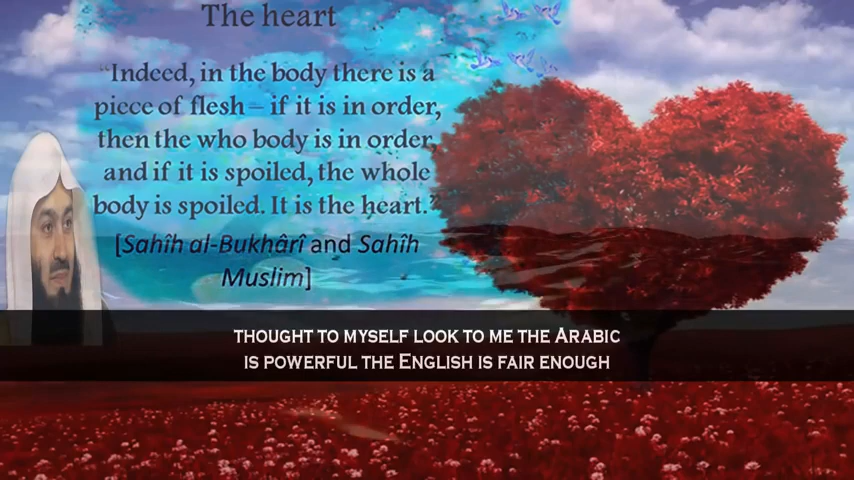 The heart
“Indeed, in the body there is a
piece of flesh – if it is in order,
then the who body is in order,
and if it is spoiled, the whole
body is spoiled. It is the heart.”
[Sahîh al-Bukhârî and Sahîh
Muslim]
THOUGHT TO MYSELF LOOK TO ME THE ARABIC
IS POWERFUL THE ENGLISH IS FAIR ENOUGH